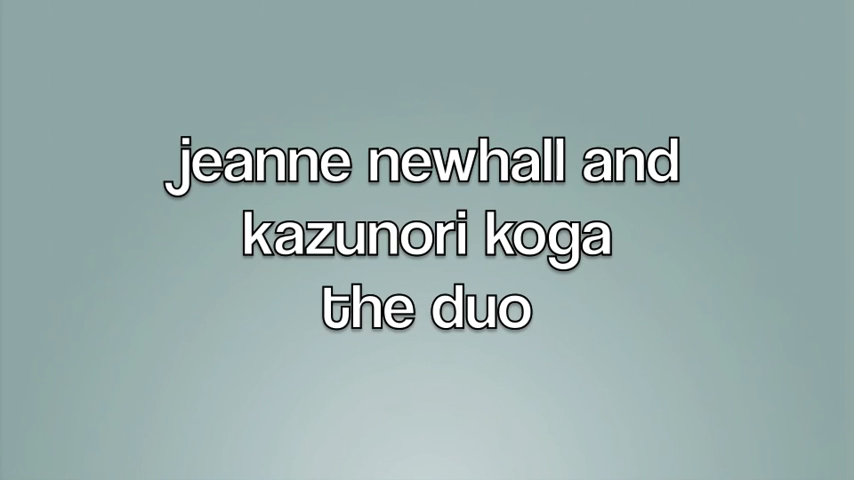 jeanne newhall and
kazunori koga
the duo